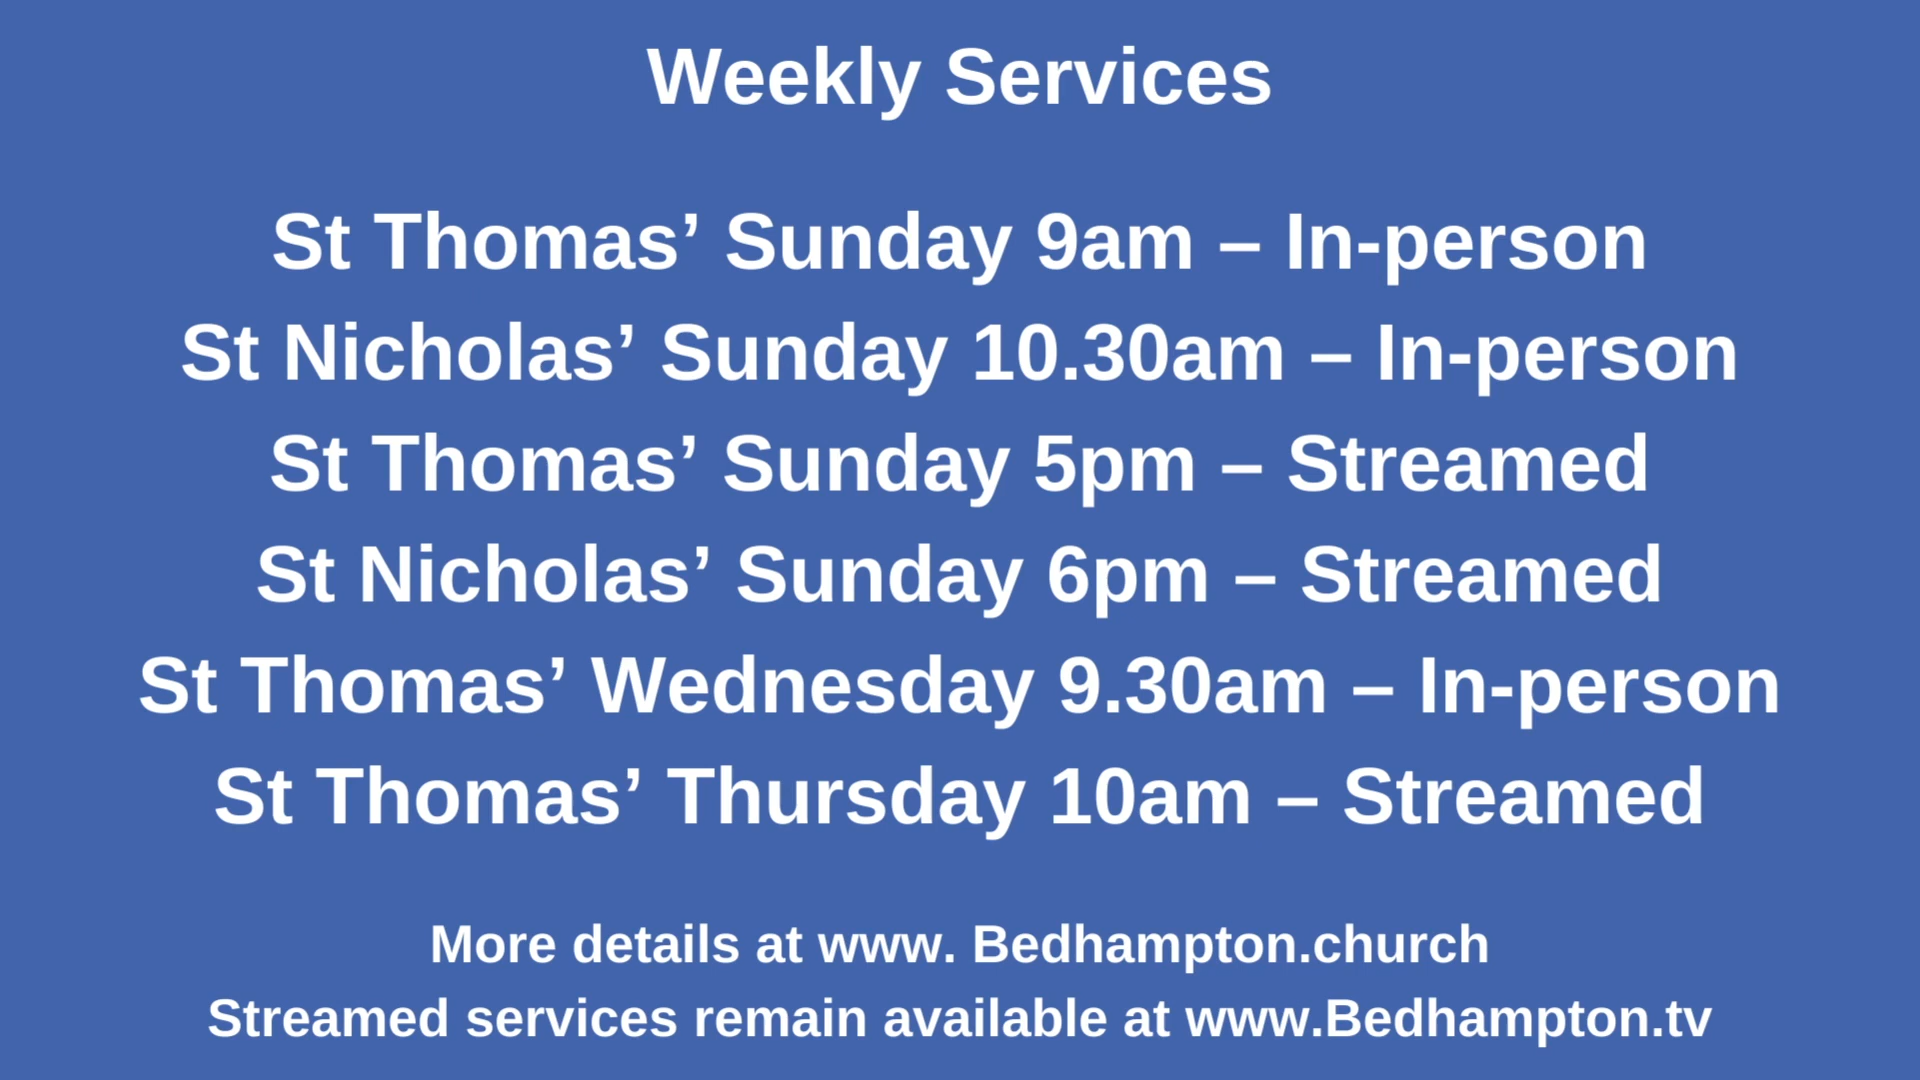 Weekly Services
St Thomas’ Sunday 9am – In-person
St Nicholas’ Sunday 10.30am – In-person
St Thomas’ Sunday 5pm – Streamed
St Nicholas’ Sunday 6pm – Streamed
St Thomas’ Wednesday 9.30am – In-person
St Thomas’ Thursday 10am – Streamed
More details at www. Bedhampton.church
Streamed services remain available at www.Bedhampton.tv